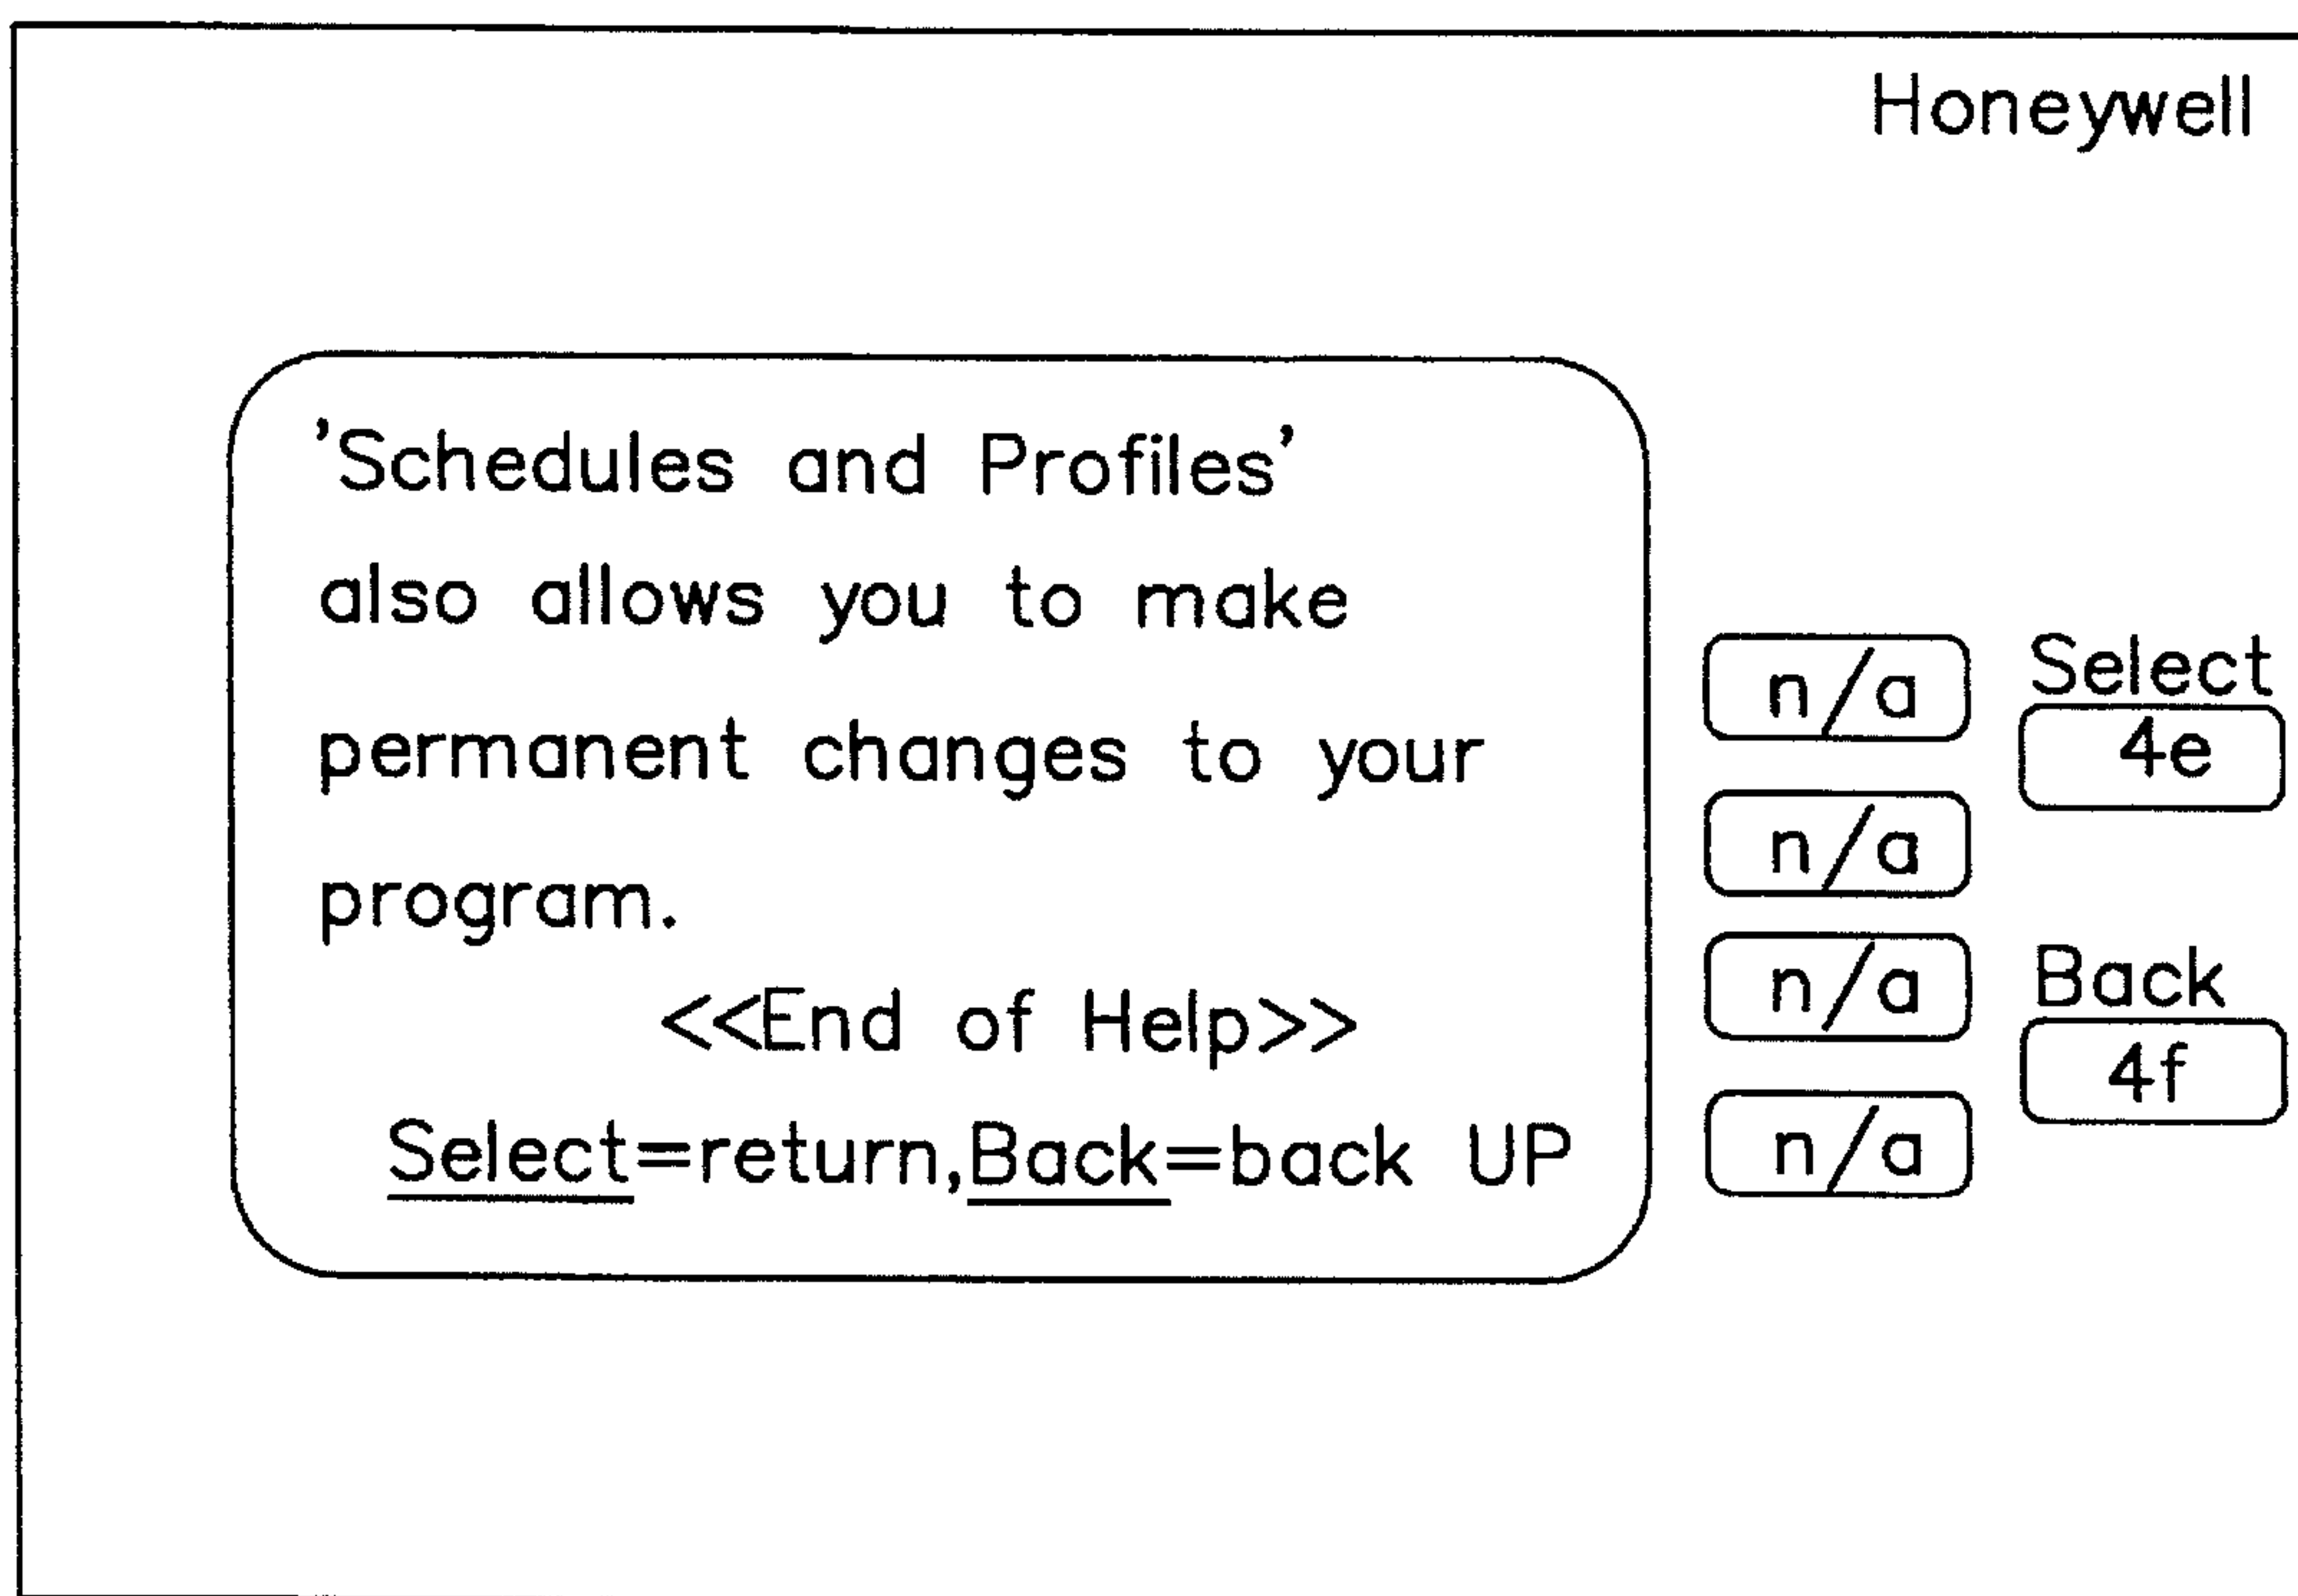 Honeywell
'Schedules and Profiles'
also allows you to make
permanent changes to your
program.
<<End of Help>>
Select=return,Back=back UP
n/a
Select
4e
n/a
n/a
Back
4f
n/a